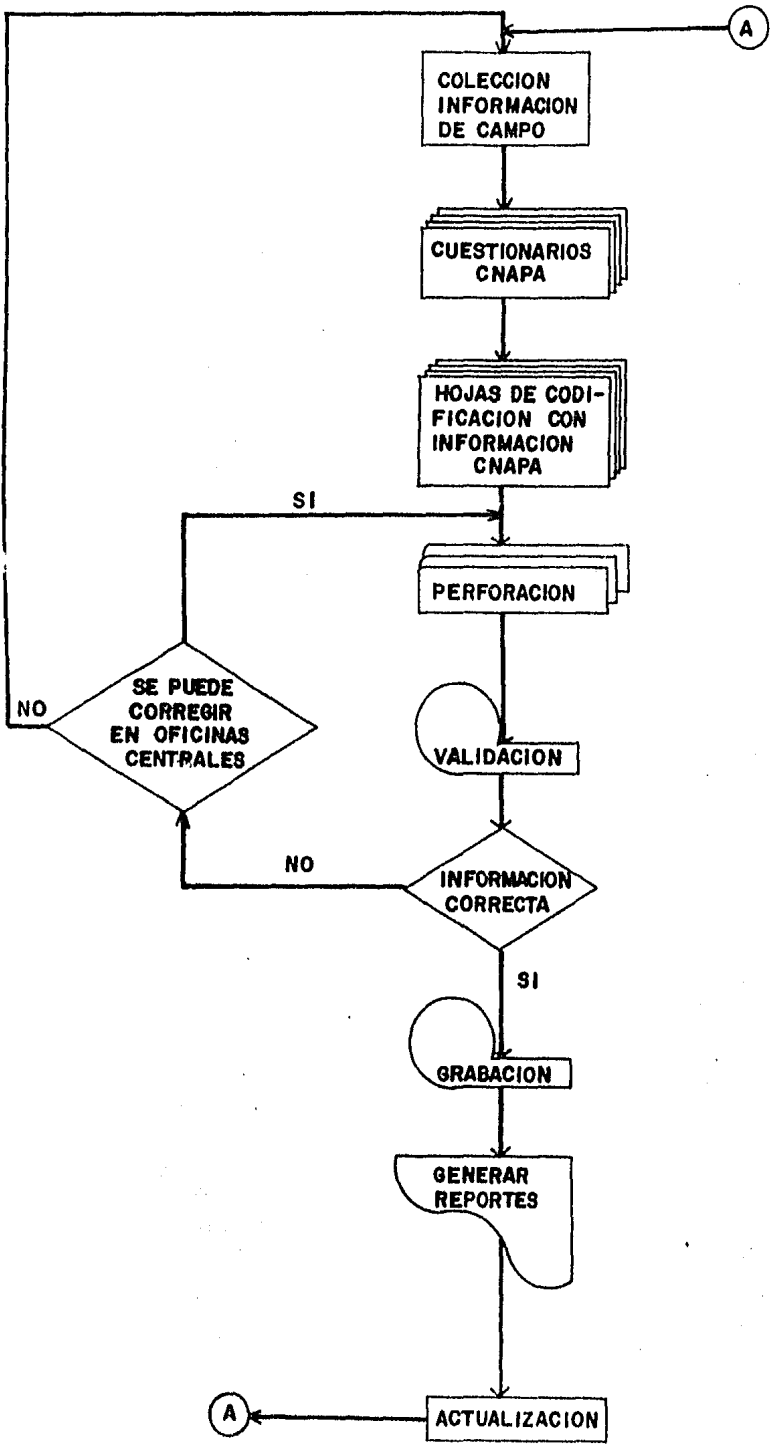 A
COLECCION
INFORMACION
DE CAMPO
CUESTIONARIOS
CNAPA
HOJAS DE CODI-
FICACION CON
INFORMACION
CNAPA
SI
PERFORACION
SE PUEDE
CORREGIR
EN OFICINAS
CENTRALES
NO
VALIDACION
NO
INFORMACION
CORRECTA
SI
GRABACION
GENERAR
REPORTES
A
ACTUALIZACION